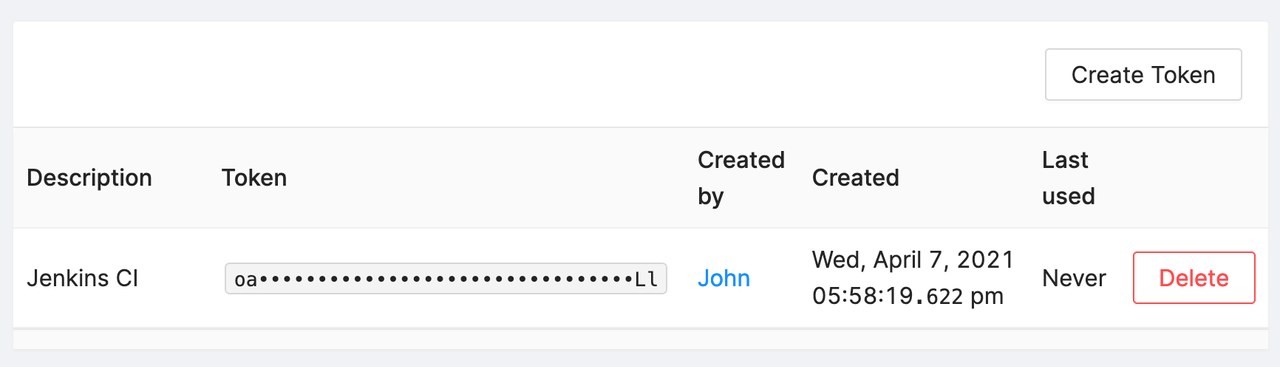 Create Token
Description Token Created by Created Last used
Jenkins CI oa••••••••••••••••••••••••••••••••Ll John Wed, April 7, 2021 05:58:19.622 pm Never Delete